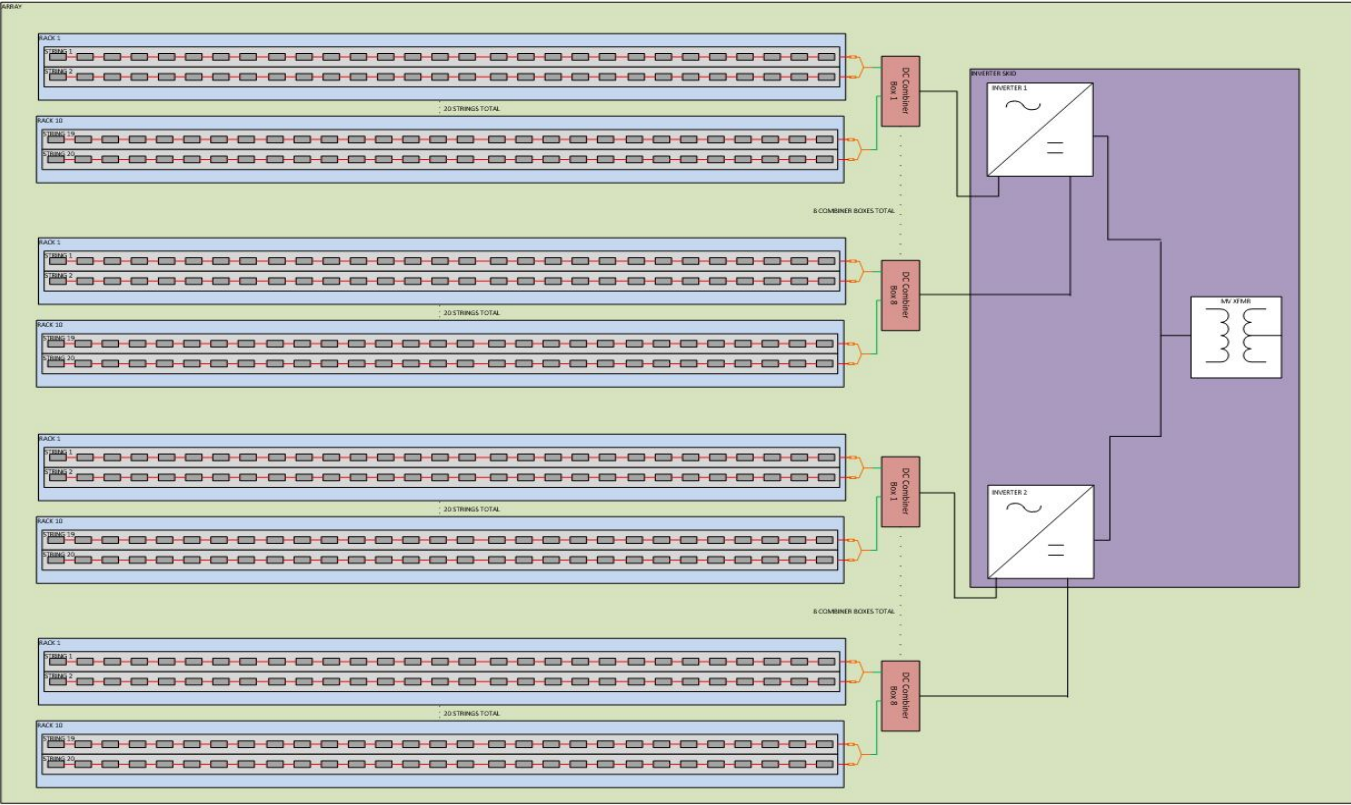 ARRAY
RACK 1
STRING 1
STRING 2
20 STRINGS TOTAL
RACK 10
STRING 19
STRING 20
DC Combiner
Box 1
8 COMBINER BOXES TOTAL
RACK 1
STRING 1
STRING 2
20 STRINGS TOTAL
RACK 10
STRING 19
STRING 20
DC Combiner
Box 8
RACK 1
STRING 1
STRING 2
20 STRINGS TOTAL
RACK 10
STRING 19
STRING 20
DC Combiner
Box 1
8 COMBINER BOXES TOTAL
RACK 1
STRING 1
STRING 2
20 STRINGS TOTAL
RACK 10
STRING 19
STRING 20
DC Combiner
Box 8
INVERTER SKID
INVERTER 1
MV XFMR
INVERTER 2